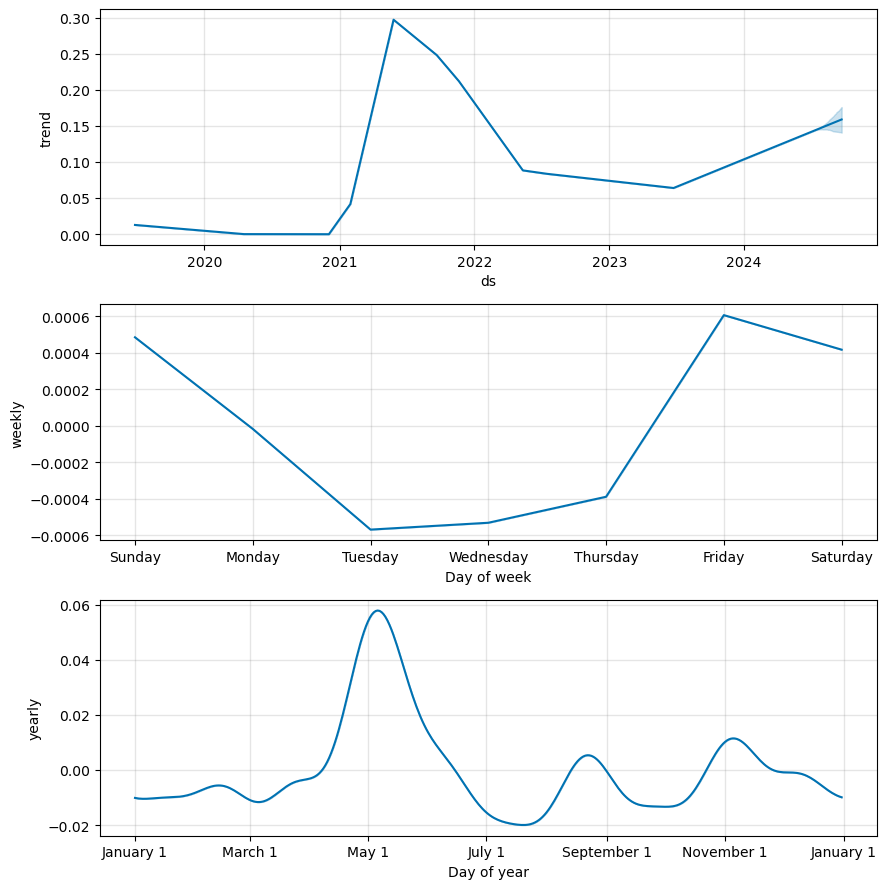 0.30
0.25
0.20
0.15
0.10
0.05
0.00
trend
2020 2021 2022 2023 2024
ds
0.0006
0.0004
0.0002
0.0000
−0.0002
−0.0004
−0.0006
weekly
Sunday Monday Tuesday Wednesday Thursday Friday Saturday
Day of week
0.06
0.04
0.02
0.00
−0.02
yearly
January 1 March 1 May 1 July 1 September 1 November 1 January 1
Day of year